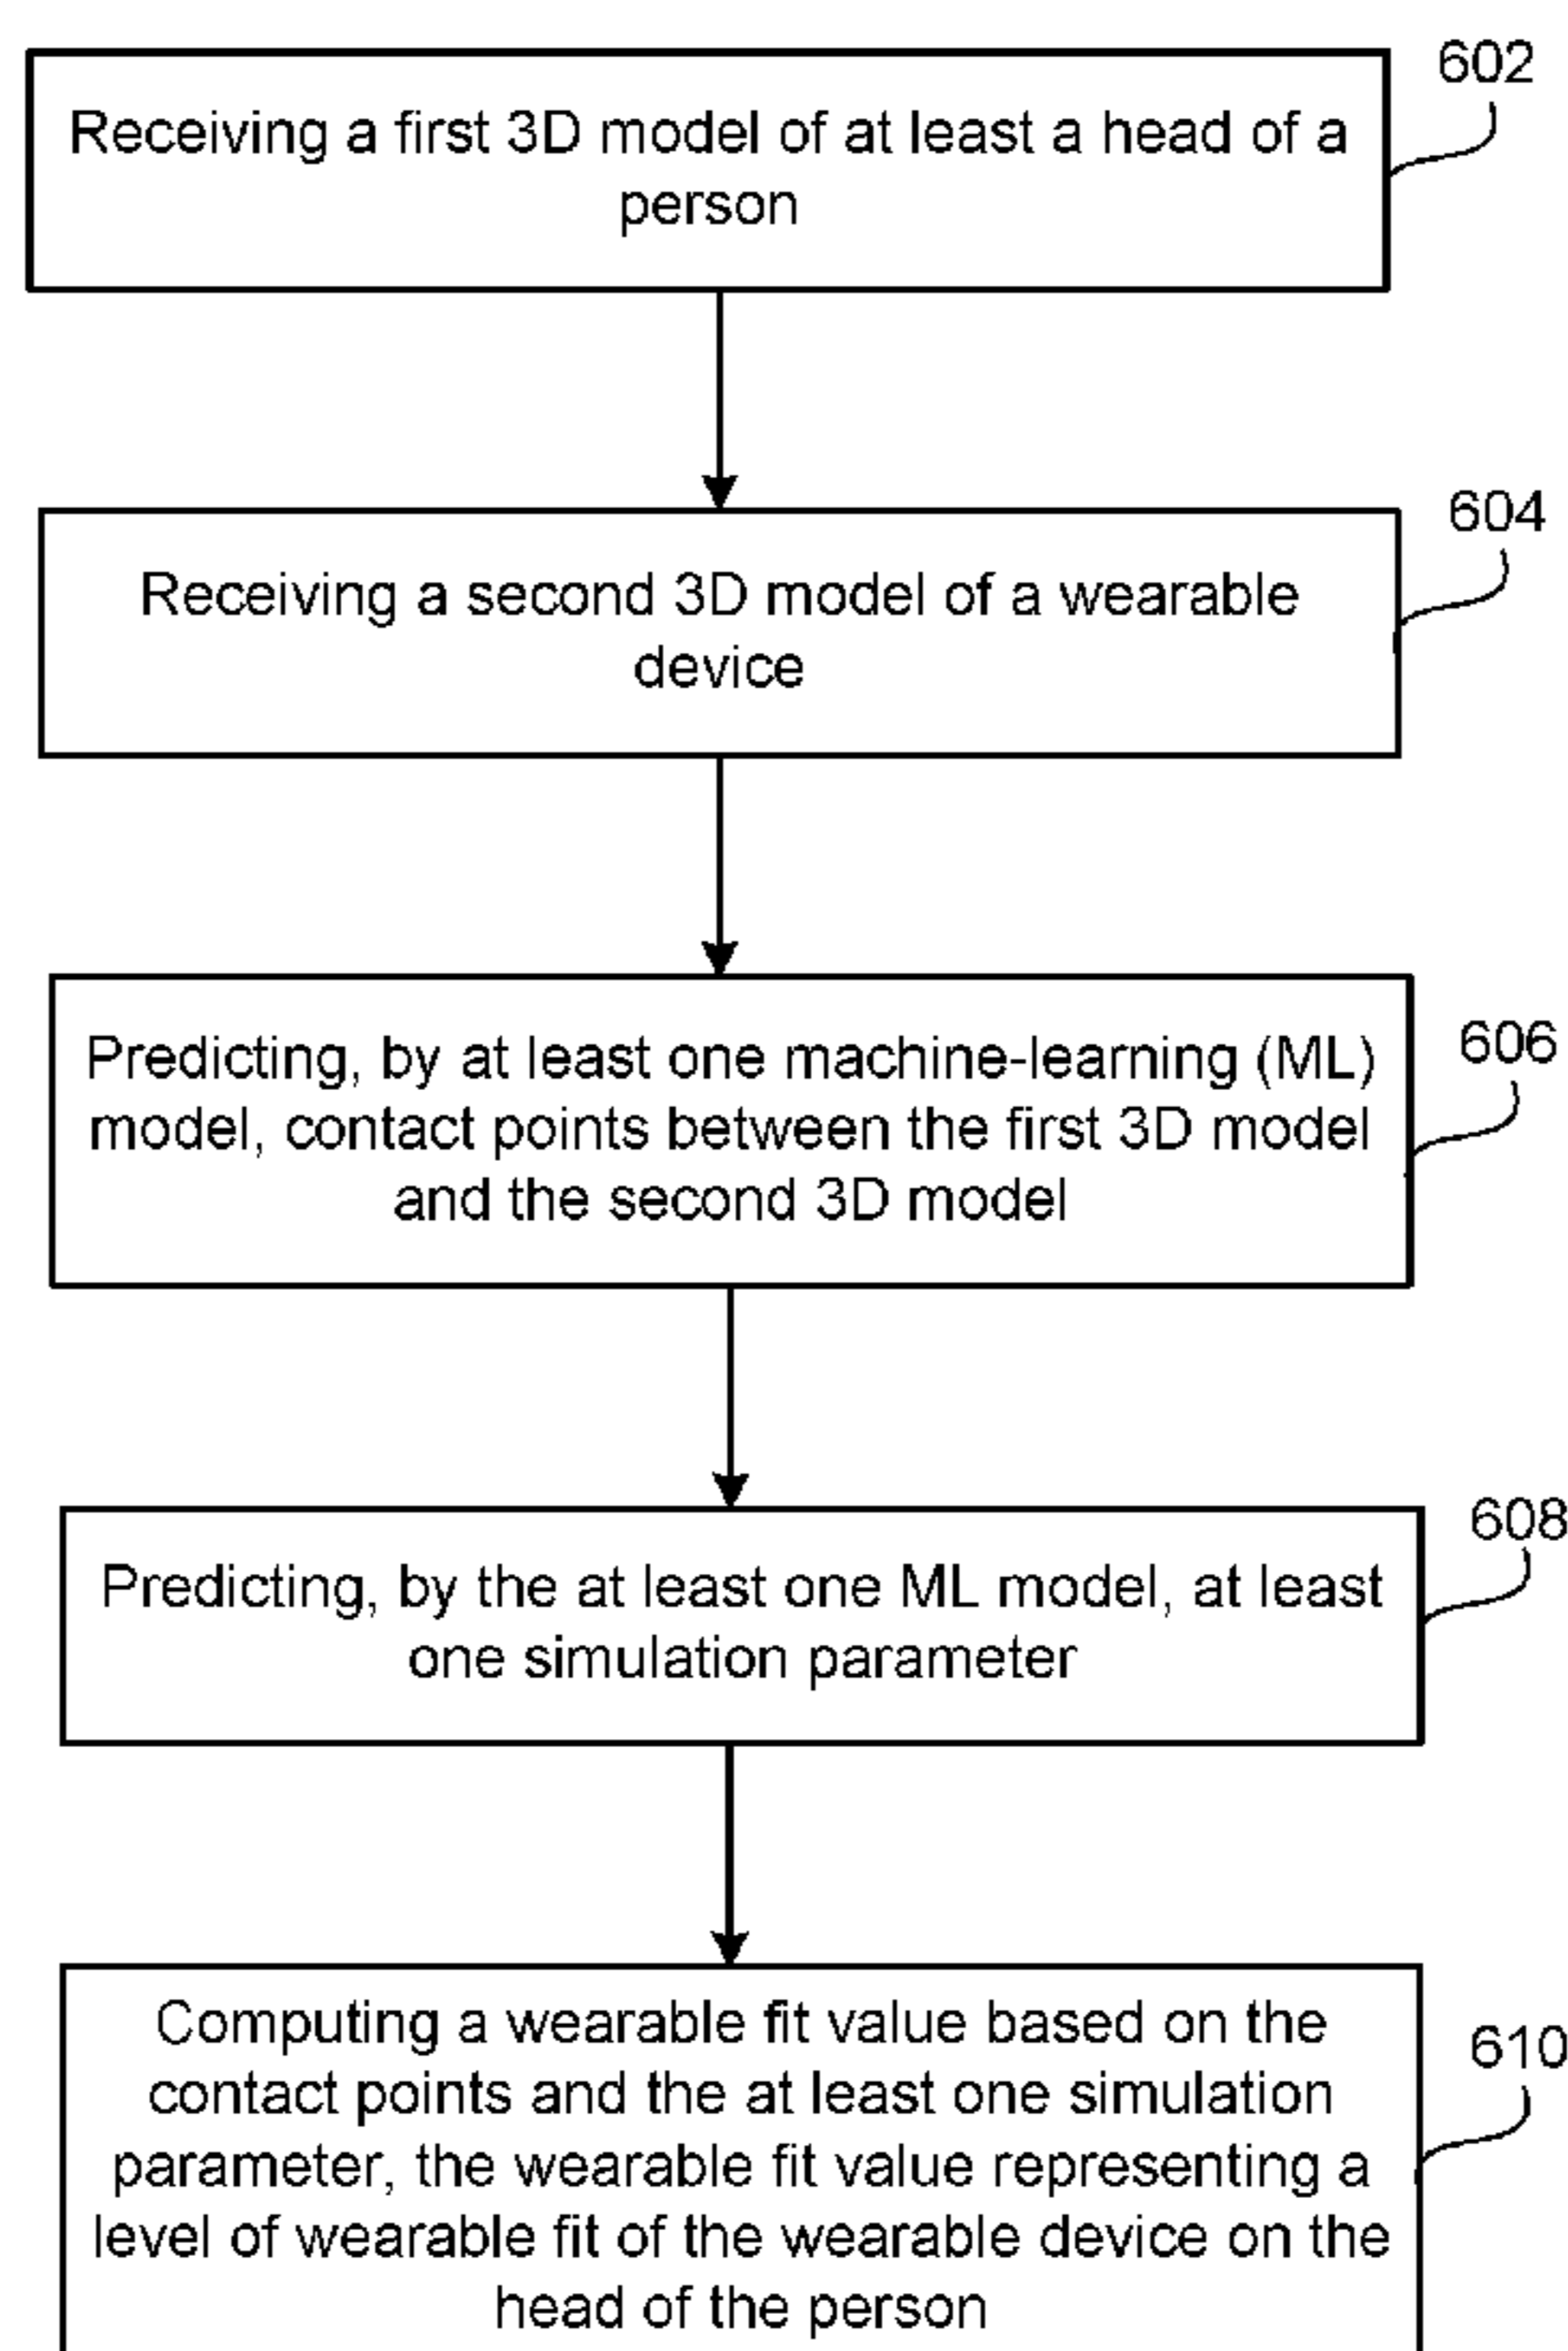 602
Receiving a first 3D model of at least a head of a
person
604
Receiving a second 3D model of a wearable
device
606
Predicting, by at least one machine-learning (ML)
model, contact points between the first 3D model
and the second 3D model
608
Predicting, by the at least one ML model, at least
one simulation parameter
610
Computing a wearable fit value based on the
contact points and the at least one simulation
parameter, the wearable fit value representing a
level of wearable fit of the wearable device on the
head of the person